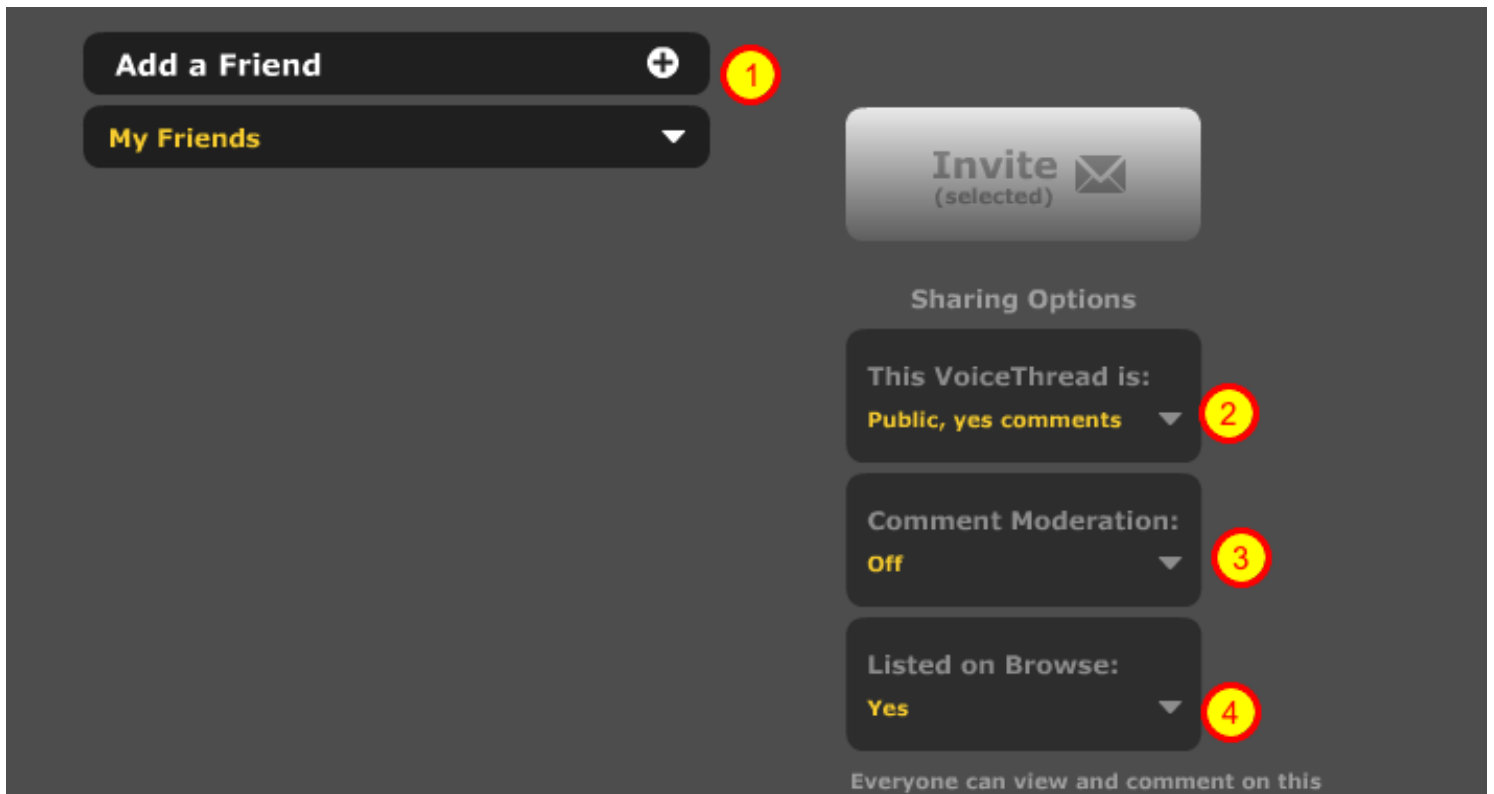 Add a Friend
1
My Friends
Invite
(selected)
Sharing Options
This VoiceThread is:
Public, yes comments
2
Comment Moderation:
Off
3
Listed on Browse:
Yes
4
Everyone can view and comment on this